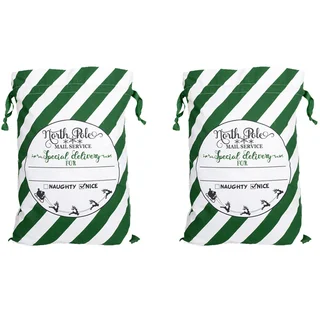 North Pole
MAIL SERVICE
Special delivery
FOR
NAUGHTY NICE
North Pole
MAIL SERVICE
Special delivery
FOR
NAUGHTY NICE